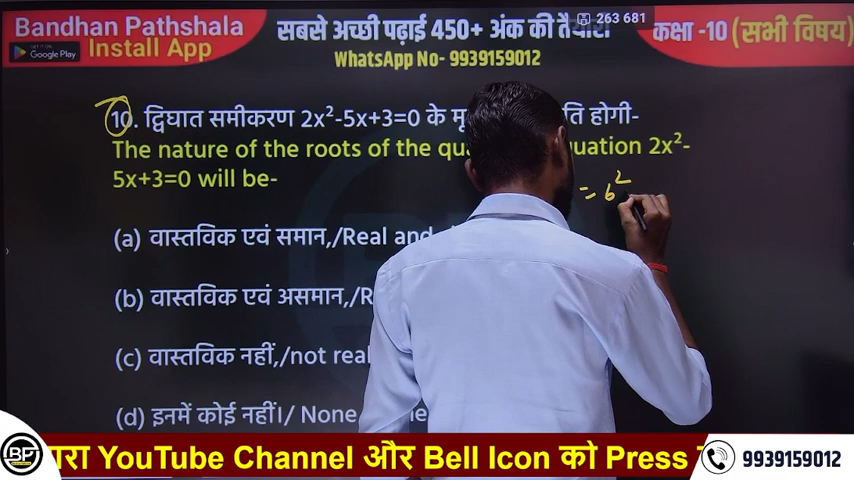 Bandhan Pathshala
GET IT ON
Google Play
Install App
सबसे अच्छी पढ़ाई 450+ अंक की तैयारी
263 681
WhatsApp No- 9939159012
कक्षा -10 (सभी विषय)
10. द्विघात समीकरण 2x²-5x+3=0 के होगी-
The nature of the roots of the 2x²-
5x+3=0 will be-
= b²
(a) वास्तविक एवं समान,/Real and
(b) वास्तविक एवं असमान,/R
(c) वास्तविक नहीं,/not real
(d) इनमें कोई नहीं।/ None
YouTube Channel और Bell Icon को Press
BPT
9939159012